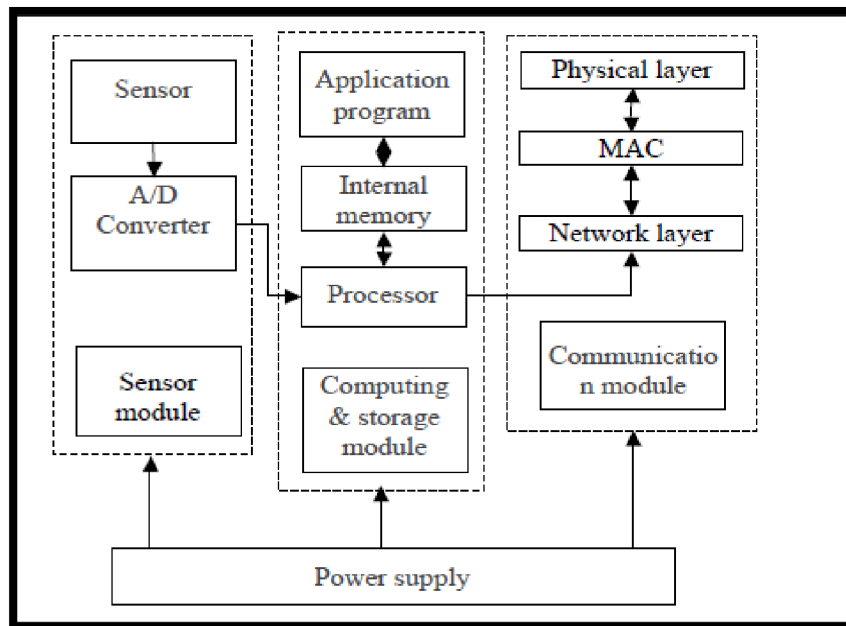 Sensor
A/D
Converter
Sensor
module
Application
program
Internal
memory
Processor
Computing
& storage
module
Physical layer
MAC
Network layer
Communicatio
n module
Power supply